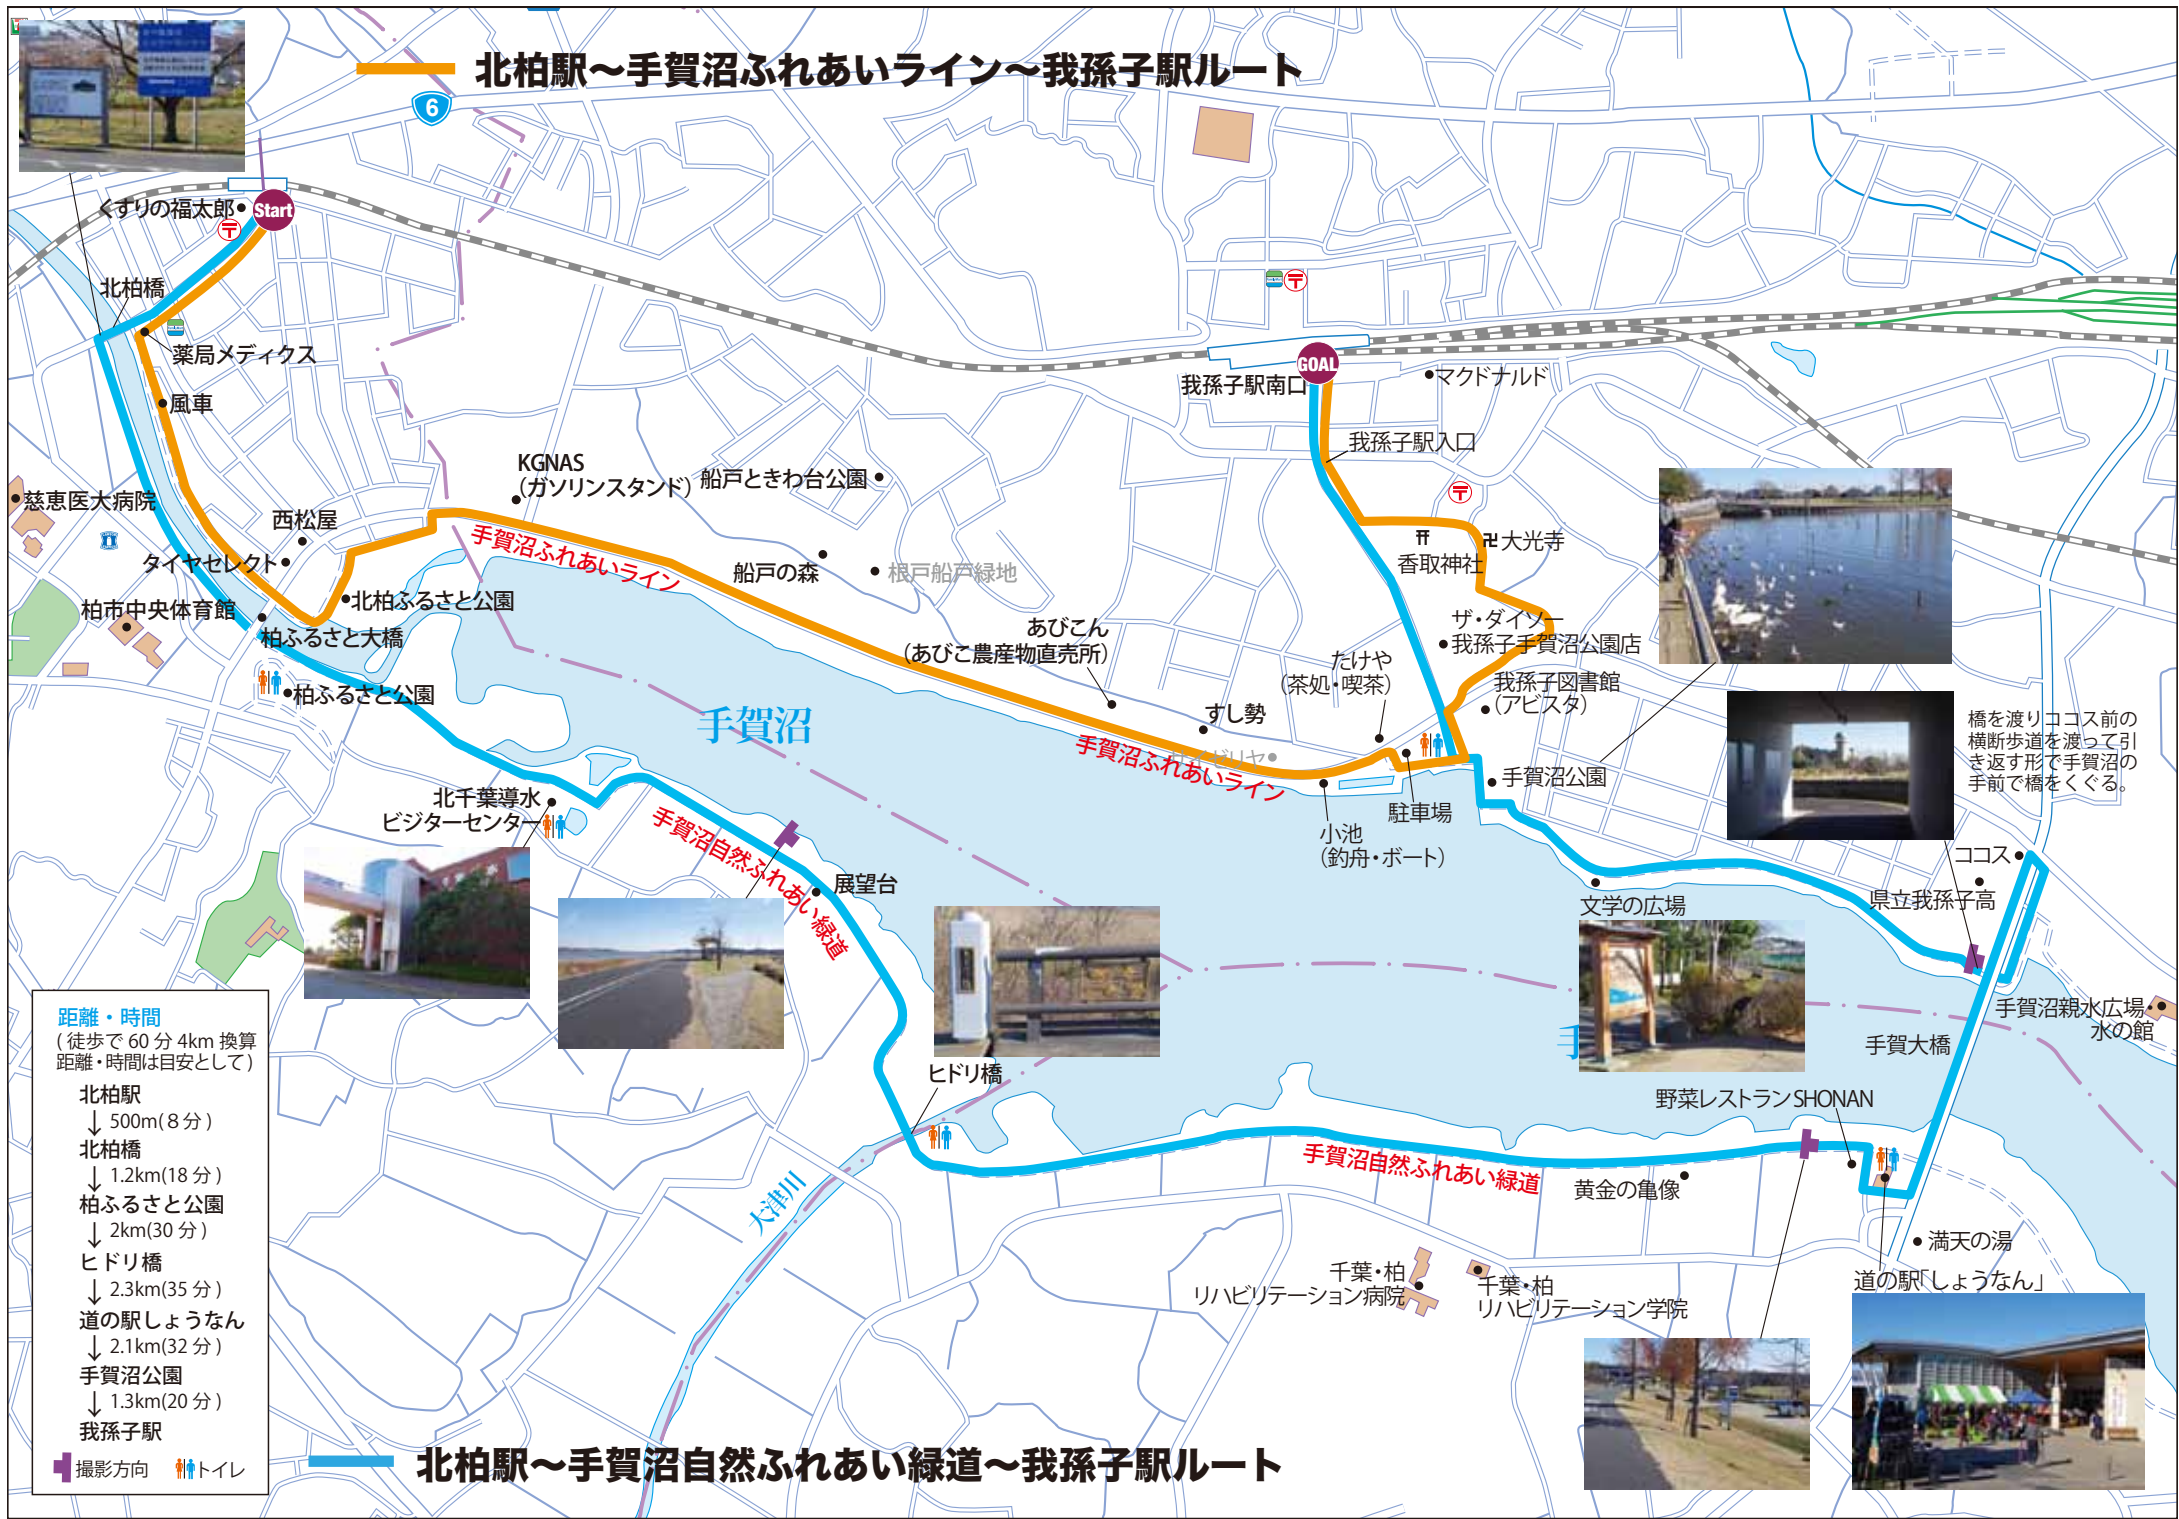 北柏駅〜手賀沼ふれあいライン〜我孫子駅ルート
6
くすりの福太郎
Start
北柏橋
薬局メディクス
風車
GOAL
我孫子駅南口
マクドナルド
我孫子駅入口
KGNAS
(ガソリンスタンド)
船戸ときわ台公園
慈恵医大病院
西松屋
タイヤセレクト
手賀沼ふれあいライン
船戸の森
根戸船戸緑地
香取神社
大光寺
北柏ふるさと公園
柏市中央体育館
柏ふるさと大橋
あびこん
(あびこ農産物直売所)
ザ・ダイソー
我孫子手賀沼公園店
たけや
(茶処・喫茶)
我孫子図書館
(アビスタ)
柏ふるさと公園
手賀沼
すし勢
手賀沼ふれあいライン
手賀沼公園
橋を渡りココス前の
横断歩道を渡って引
き返す形で手賀沼の
手前で橋をくぐる。
北千葉導水
ビジターセンター
駐車場
小池
(釣舟・ボート)
手賀沼自然ふれあい緑道
展望台
ココス
県立我孫子高
文学の広場
手賀沼親水広場
水の館
手賀大橋
ヒドリ橋
野菜レストランSHONAN
手賀沼自然ふれあい緑道
黄金の亀像
大津川
満天の湯
道の駅「しょうなん」
千葉・柏
リハビリテーション病院
千葉・柏
リハビリテーション学院
距離・時間
(徒歩で60分4km換算
距離・時間は目安として)
北柏駅
↓ 500m(8分)
北柏橋
↓ 1.2km(18分)
柏ふるさと公園
↓ 2km(30分)
ヒドリ橋
↓ 2.3km(35分)
道の駅しょうなん
↓ 2.1km(32分)
手賀沼公園
↓ 1.3km(20分)
我孫子駅
撮影方向 トイレ
北柏駅〜手賀沼自然ふれあい緑道〜我孫子駅ルート